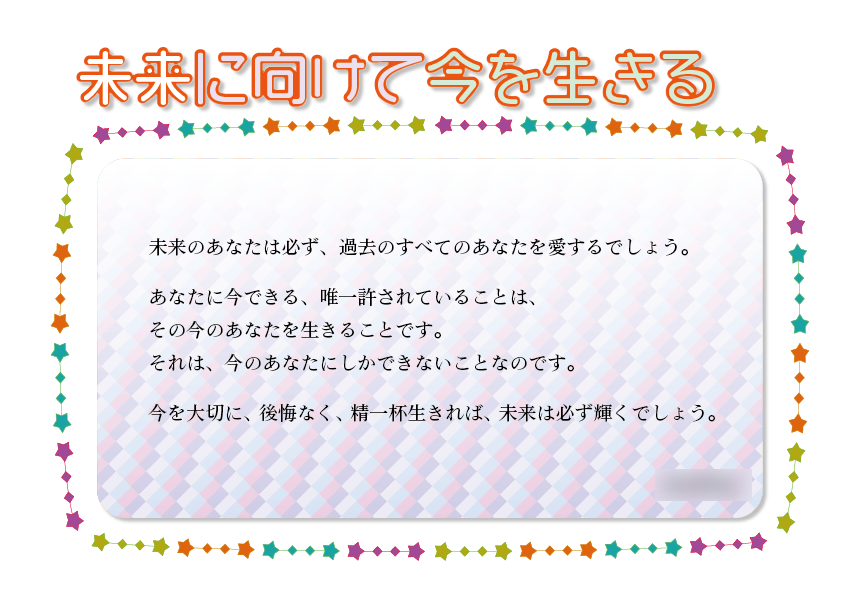 未来に向けて今を生きる
未来のあなたは必ず、過去のすべてのあなたを愛するでしょう。
あなたに今できる、唯一許されていることは、
その今のあなたを生きることです。
それは、今のあなたにしかできないことなのです。
今を大切に、後悔なく、精一杯生きれば、未来は必ず輝くでしょう。